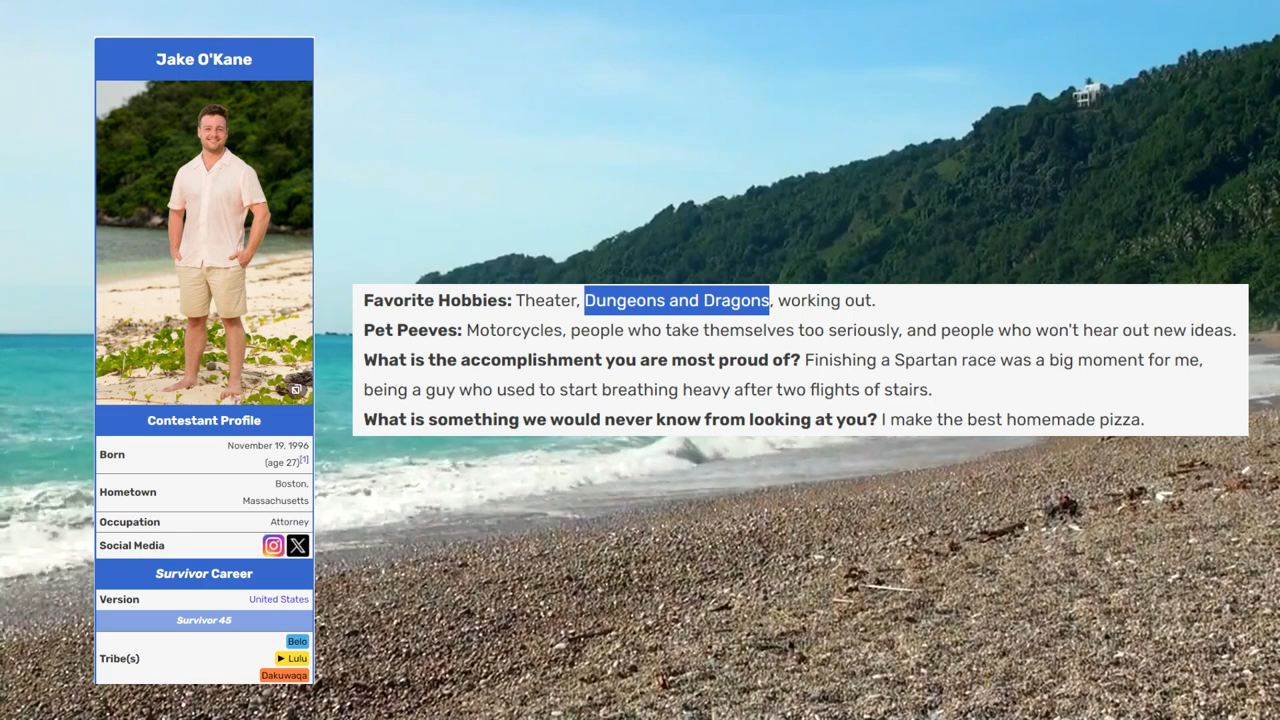 Jake O'Kane
Contestant Profile
Born November 19, 1996
(age 27)[1]
Hometown Boston,
Massachusetts
Occupation Attorney
Social Media
Survivor Career
Version United States
Survivor 45
Tribe(s) Belo
▶ Lulu
Dakuwaqa
Favorite Hobbies: Theater, Dungeons and Dragons, working out.
Pet Peeves: Motorcycles, people who take themselves too seriously, and people who won't hear out new ideas.
What is the accomplishment you are most proud of? Finishing a Spartan race was a big moment for me,
being a guy who used to start breathing heavy after two flights of stairs.
What is something we would never know from looking at you? I make the best homemade pizza.